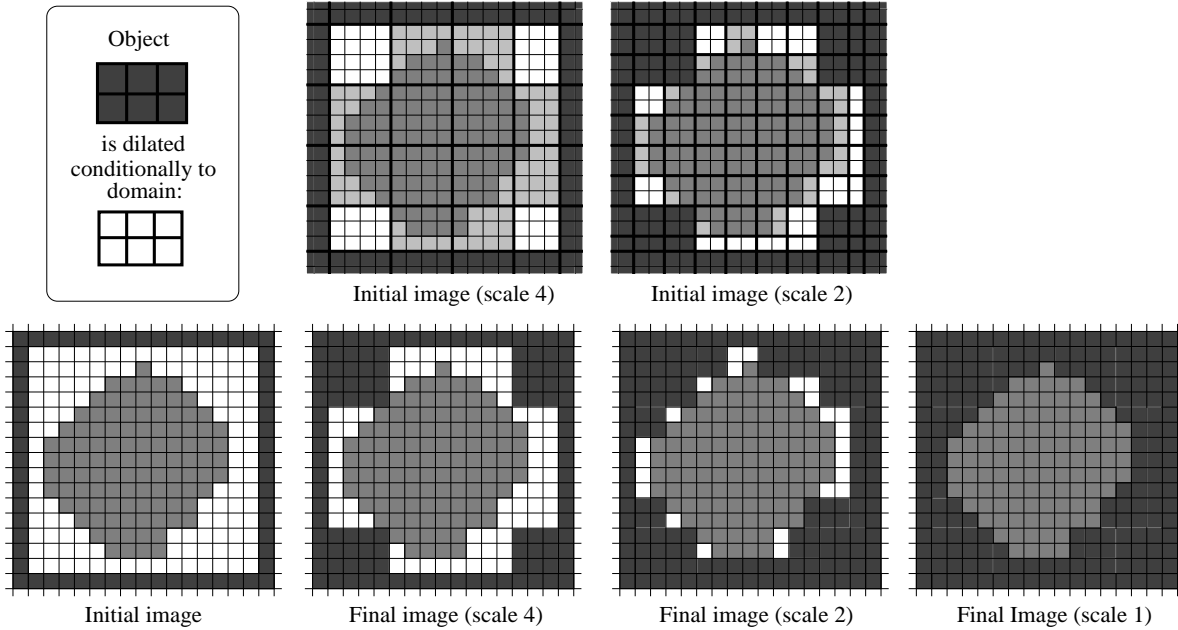 Object
is dilated
conditionally to
domain:
Initial image (scale 4)
Initial image (scale 2)
Initial image
Final image (scale 4)
Final image (scale 2)
Final Image (scale 1)